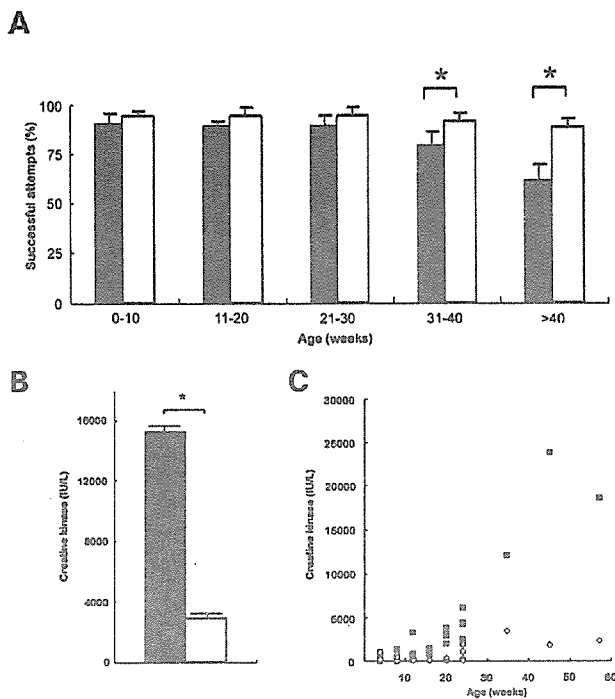 A
Successful attempts (%)
100
75
50
25
0
* *
0-10 11-20 21-30 31-40 >40
Age (weeks)
B
Creatine kinase (IU/L)
16000
12000
8000
4000
0
*
C
Creatine kinase (IU/L)
30000
25000
20000
15000
10000
5000
0
10 20 30 40 50 60
Age (weeks)